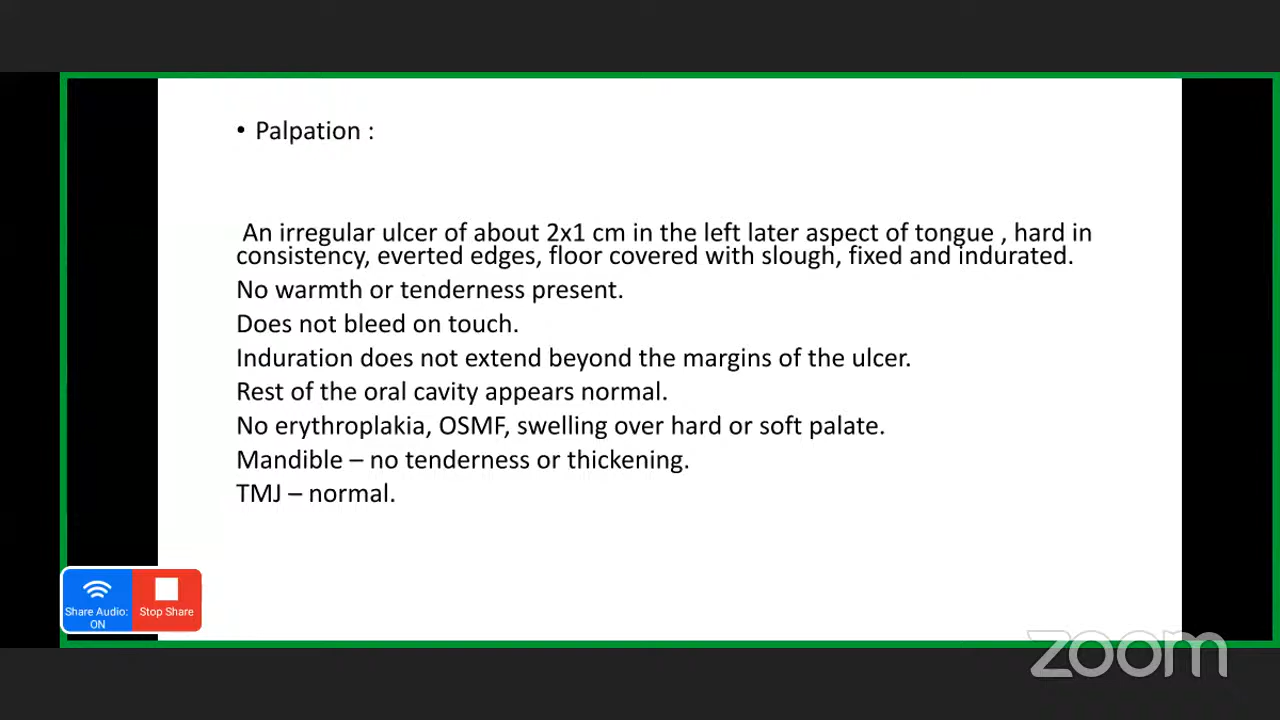 • Palpation :
An irregular ulcer of about 2x1 cm in the left later aspect of tongue , hard in
consistency, everted edges, floor covered with slough, fixed and indurated.
No warmth or tenderness present.
Does not bleed on touch.
Induration does not extend beyond the margins of the ulcer.
Rest of the oral cavity appears normal.
No erythroplakia, OSMF, swelling over hard or soft palate.
Mandible – no tenderness or thickening.
TMJ – normal.
Share Audio: Stop Share
ON
zoom